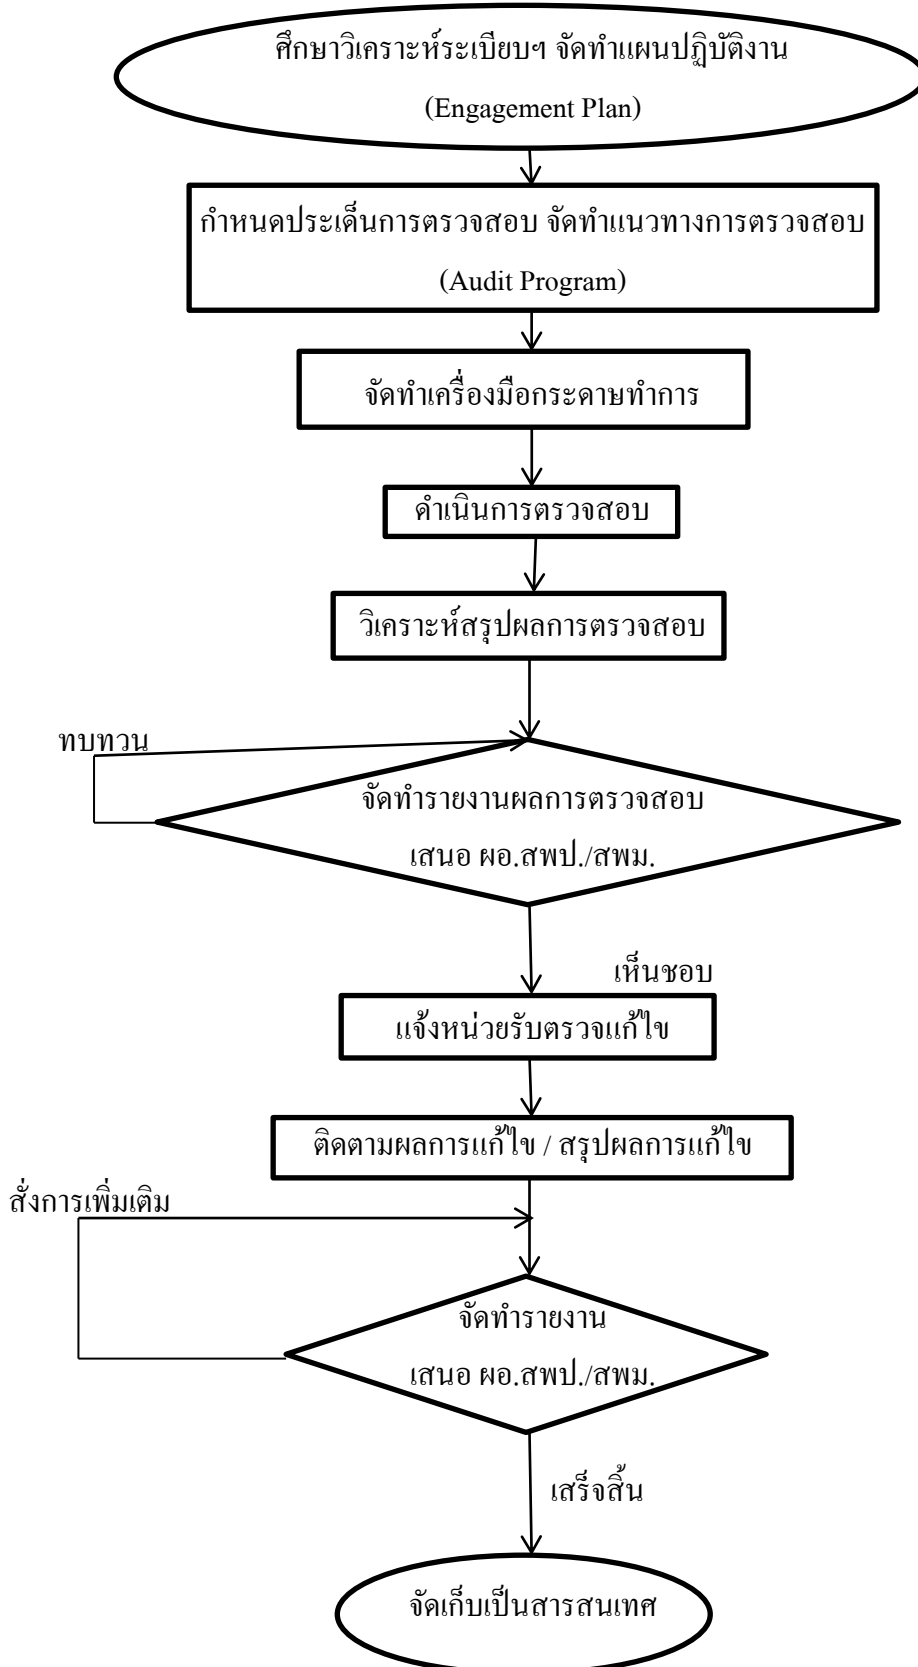 ศึกษาวิเคราะห์ระเบียบฯ จัดทำแผนปฏิบัติงาน
(Engagement Plan)
กำหนดประเด็นการตรวจสอบ จัดทำแนวทางการตรวจสอบ
(Audit Program)
จัดทำเครื่องมือกระดาษทำการ
ดำเนินการตรวจสอบ
วิเคราะห์สรุปผลการตรวจสอบ
ทบทวน
จัดทำรายงานผลการตรวจสอบ
เสนอ ผอ.สพป./สพม.
เห็นชอบ
แจ้งหน่วยรับตรวจแก้ไข
ติดตามผลการแก้ไข / สรุปผลการแก้ไข
สั่งการเพิ่มเติม
จัดทำรายงาน
เสนอ ผอ.สพป./สพม.
เสร็จสิ้น
จัดเก็บเป็นสารสนเทศ